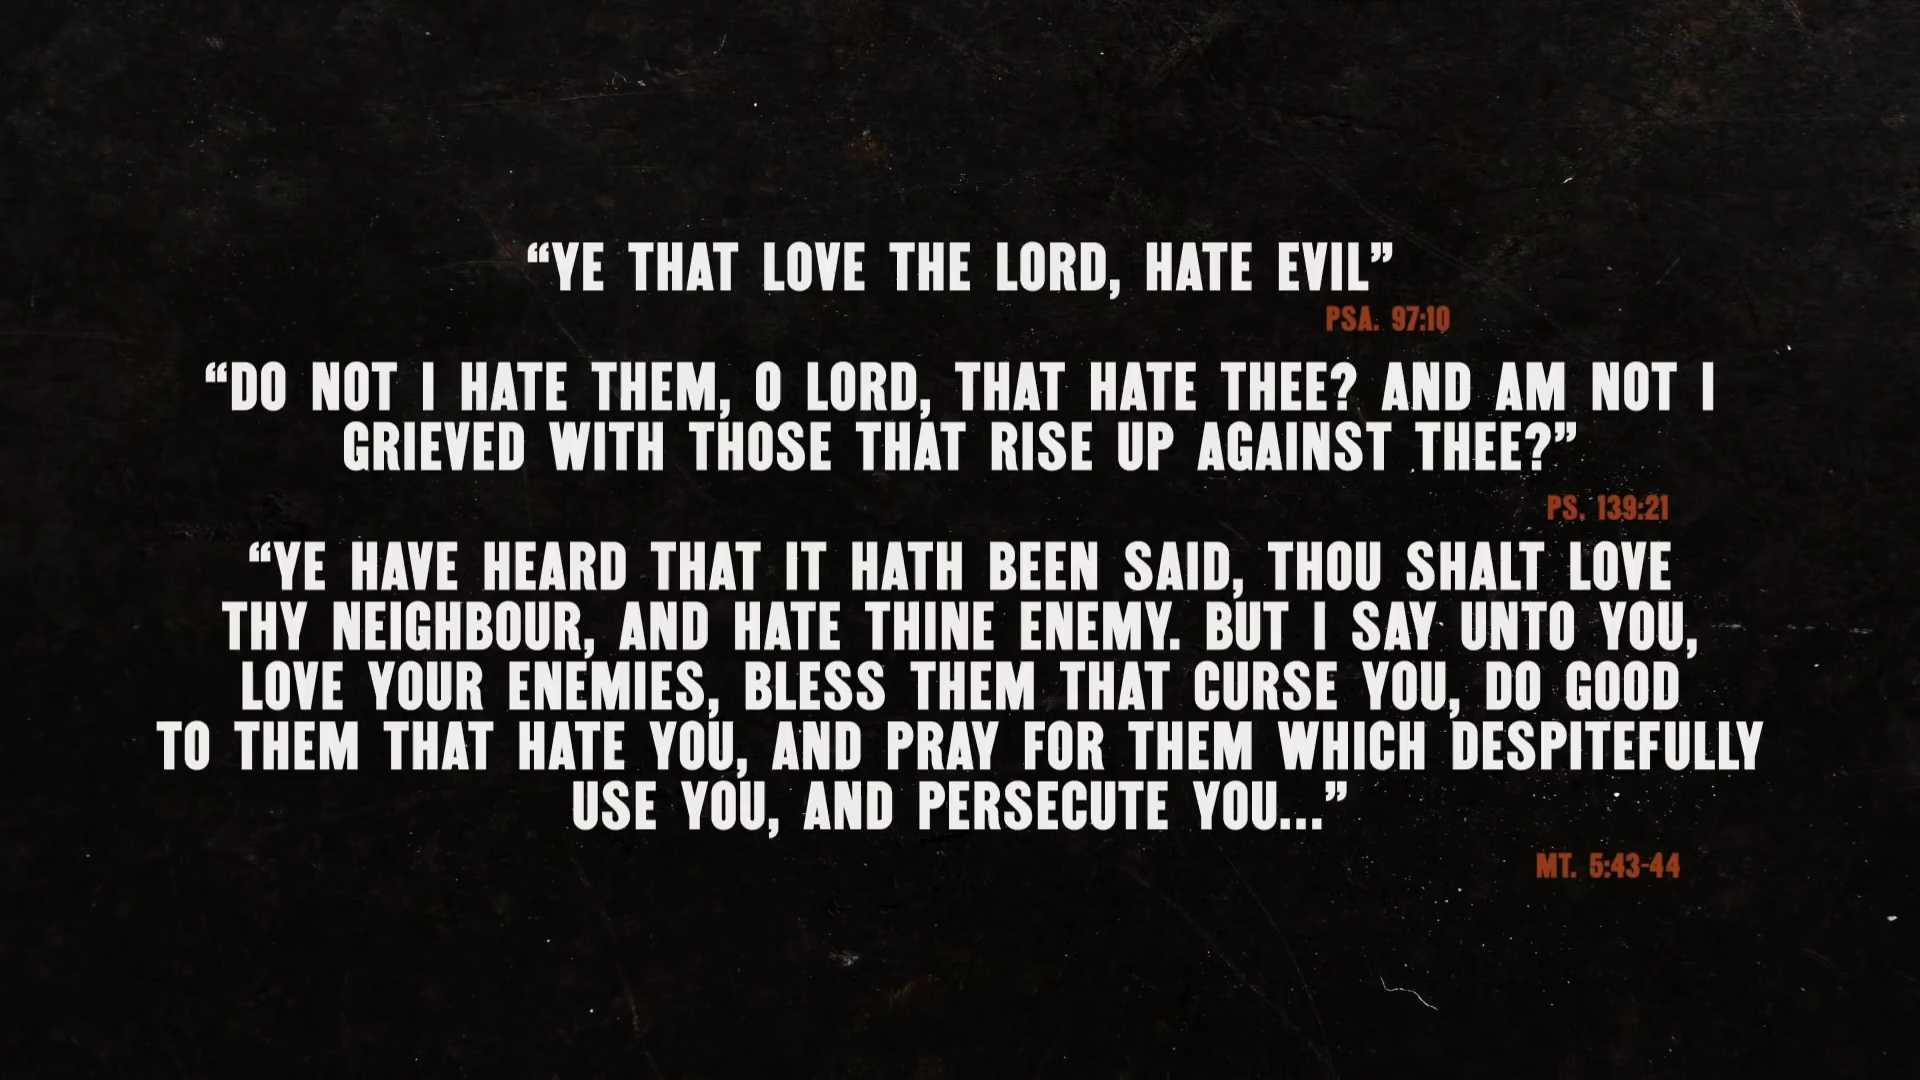 “YE THAT LOVE THE LORD, HATE EVIL”
PSA. 97:10
“DO NOT I HATE THEM, O LORD, THAT HATE THEE? AND AM NOT I
GRIEVED WITH THOSE THAT RISE UP AGAINST THEE?”
PS. 139:21
“YE HAVE HEARD THAT IT HATH BEEN SAID, THOU SHALT LOVE
THY NEIGHBOUR, AND HATE THINE ENEMY. BUT I SAY UNTO YOU,
LOVE YOUR ENEMIES, BLESS THEM THAT CURSE YOU, DO GOOD
TO THEM THAT HATE YOU, AND PRAY FOR THEM WHICH DESPITEFULLY
USE YOU, AND PERSECUTE YOU...”
MT. 5:43-44